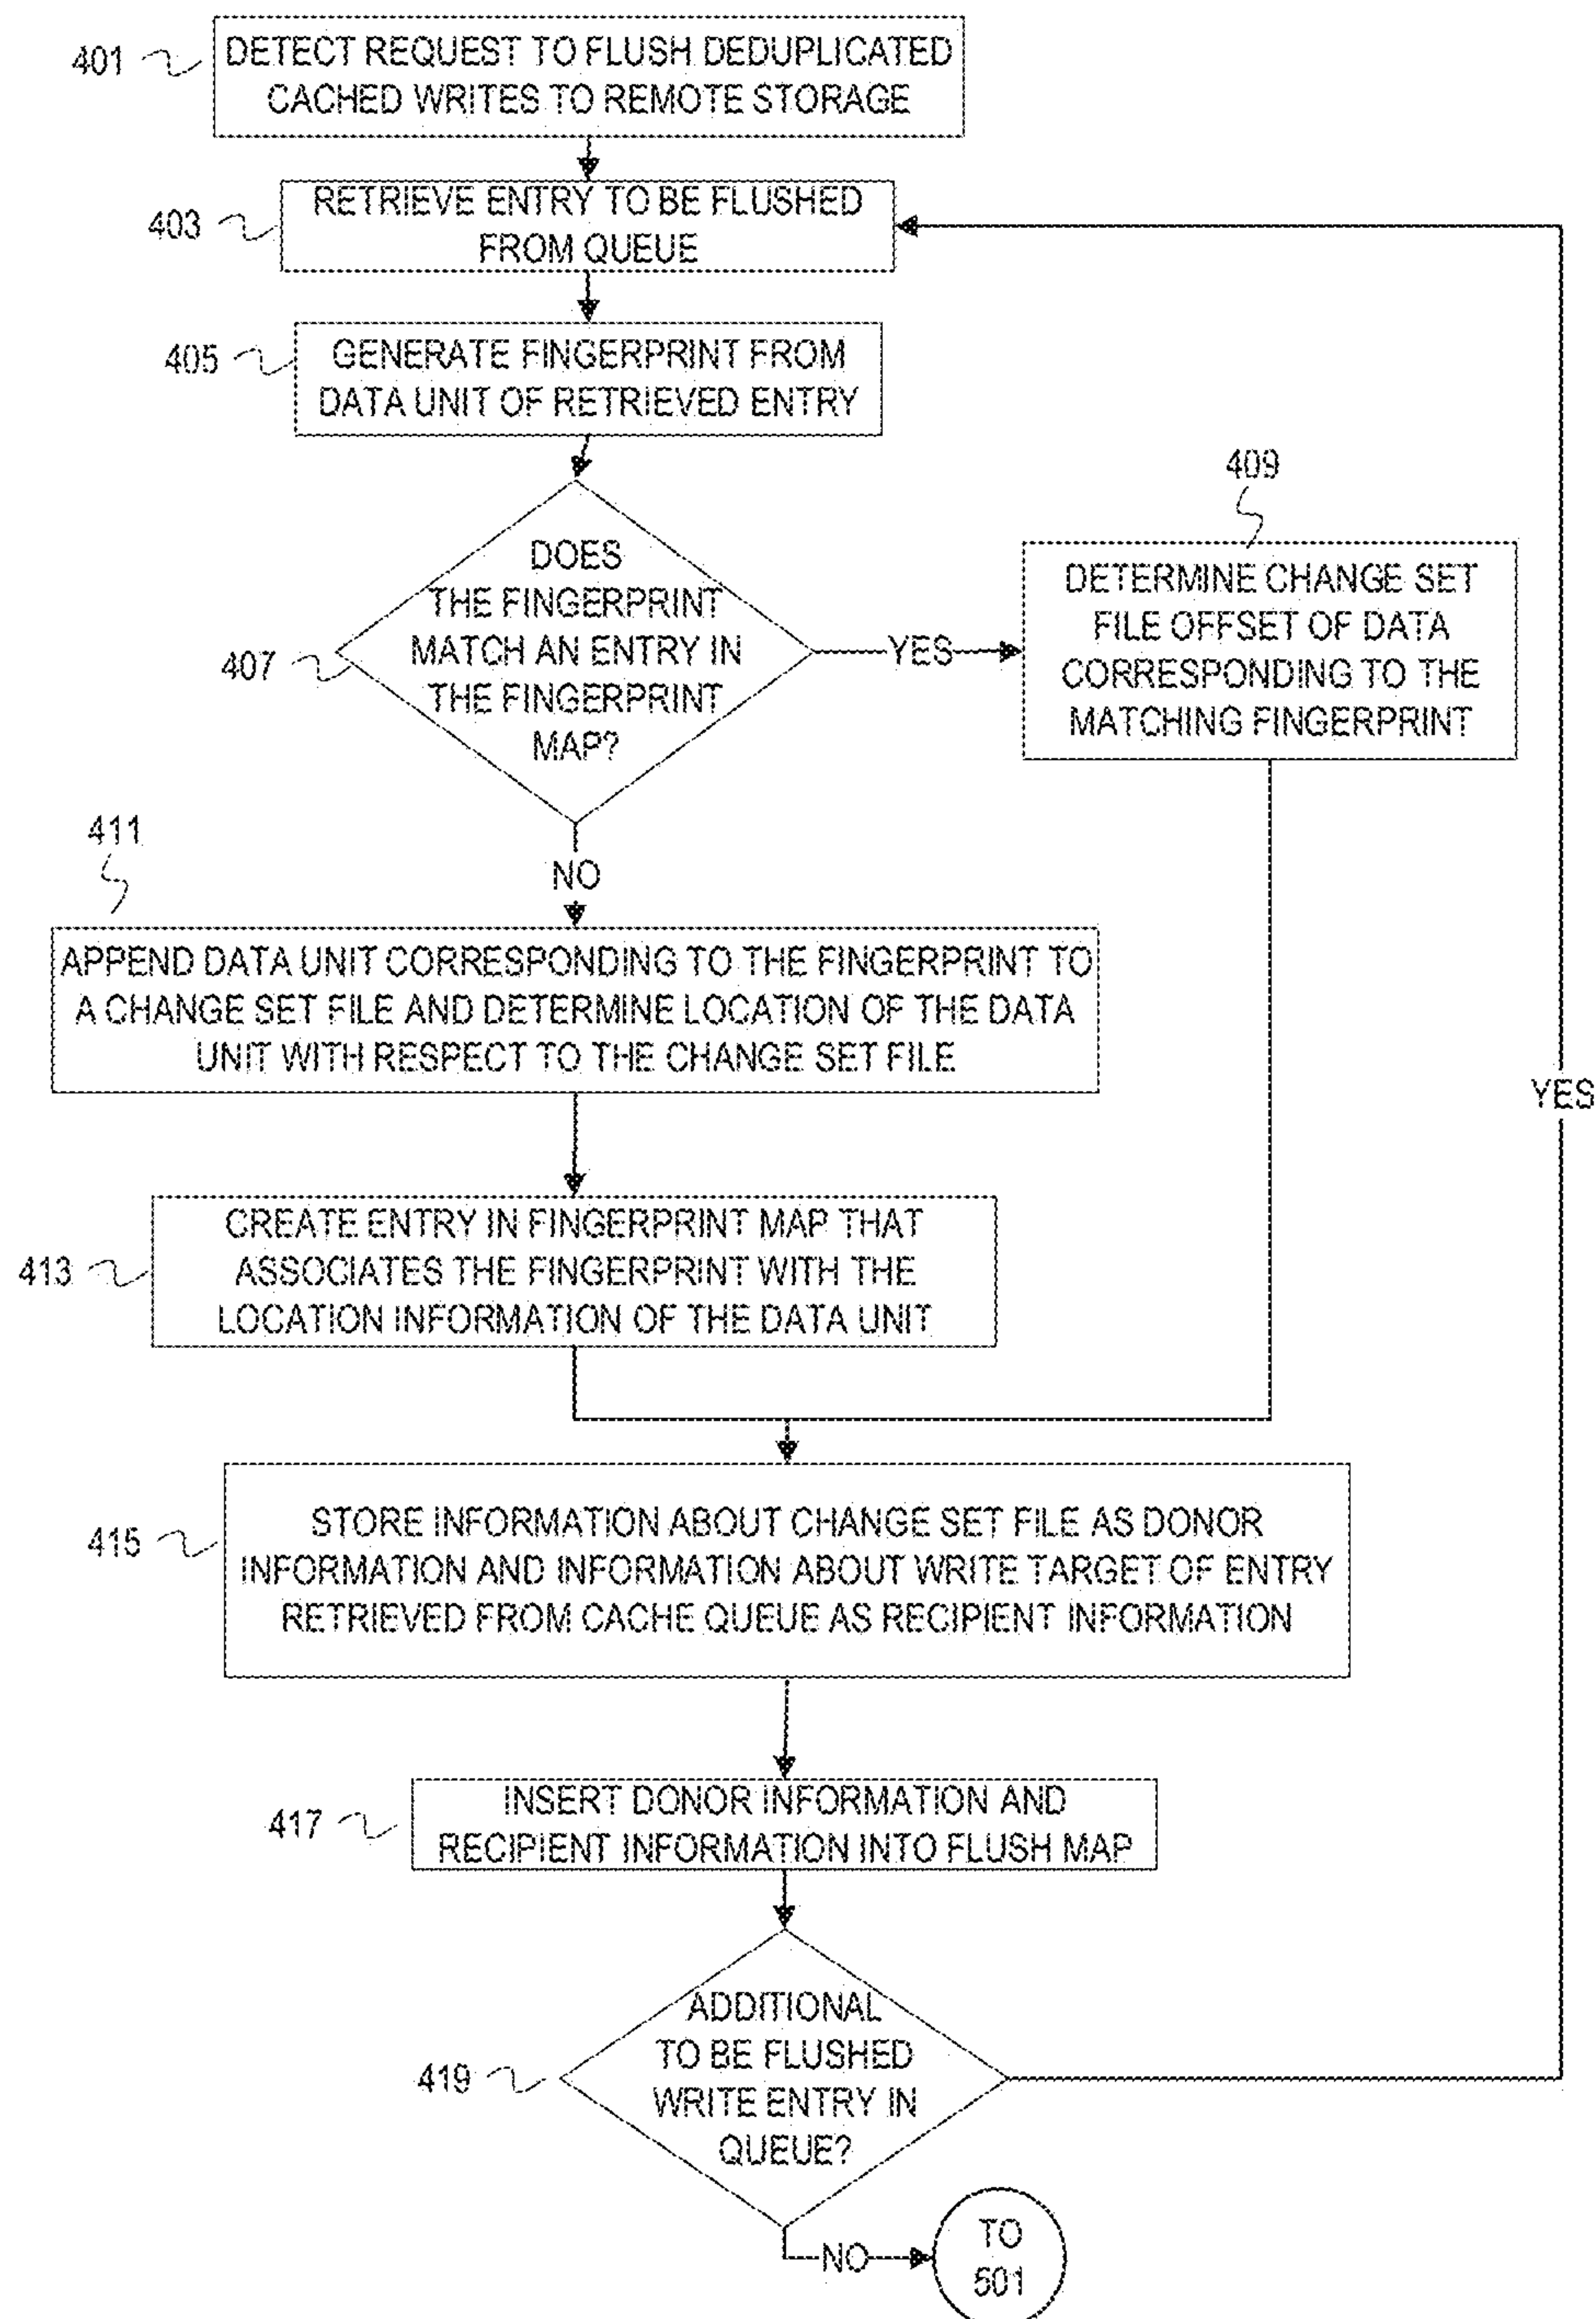 401
DETECT REQUEST TO FLUSH DEDUPLICATED
CACHED WRITES TO REMOTE STORAGE
403
RETRIEVE ENTRY TO BE FLUSHED
FROM QUEUE
405
GENERATE FINGERPRINT FROM
DATA UNIT OF RETRIEVED ENTRY
407
DOES
THE FINGERPRINT
MATCH AN ENTRY IN
THE FINGERPRINT
MAP?
YES
409
DETERMINE CHANGE SET
FILE OFFSET OF DATA
CORRESPONDING TO THE
MATCHING FINGERPRINT
NO
411
APPEND DATA UNIT CORRESPONDING TO THE FINGERPRINT TO
A CHANGE SET FILE AND DETERMINE LOCATION OF THE DATA
UNIT WITH RESPECT TO THE CHANGE SET FILE
YES
413
CREATE ENTRY IN FINGERPRINT MAP THAT
ASSOCIATES THE FINGERPRINT WITH THE
LOCATION INFORMATION OF THE DATA UNIT
415
STORE INFORMATION ABOUT CHANGE SET FILE AS DONOR
INFORMATION AND INFORMATION ABOUT WRITE TARGET OF ENTRY
RETRIEVED FROM CACHE QUEUE AS RECIPIENT INFORMATION
417
INSERT DONOR INFORMATION AND
RECIPIENT INFORMATION INTO FLUSH MAP
419
ADDITIONAL
TO BE FLUSHED
WRITE ENTRY IN
QUEUE?
NO
TO
501